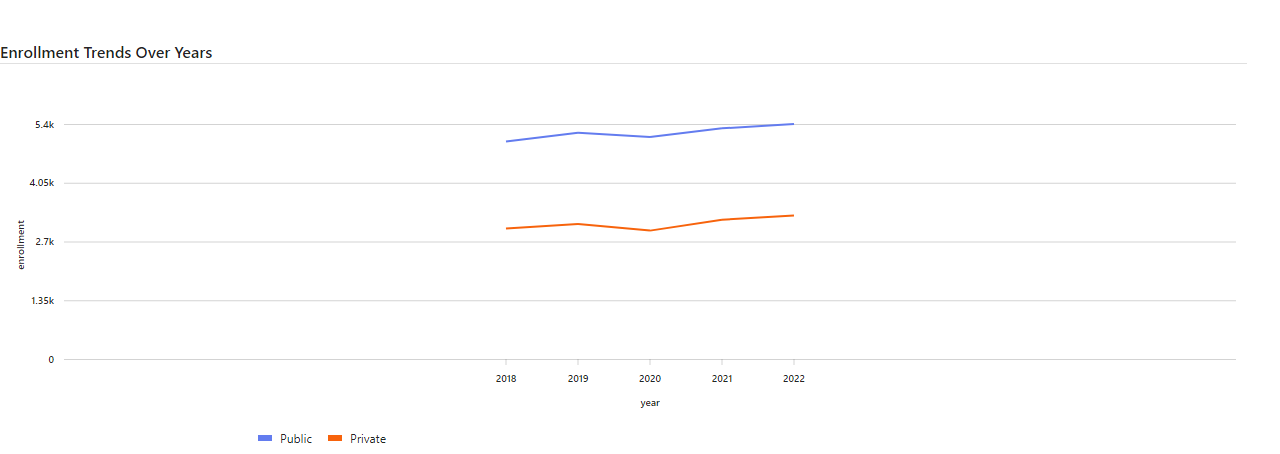 Enrollment Trends Over Years
5.4k
4.05k
2.7k
1.35k
0
enrollment
2018 2019 2020 2021 2022
year
Public Private